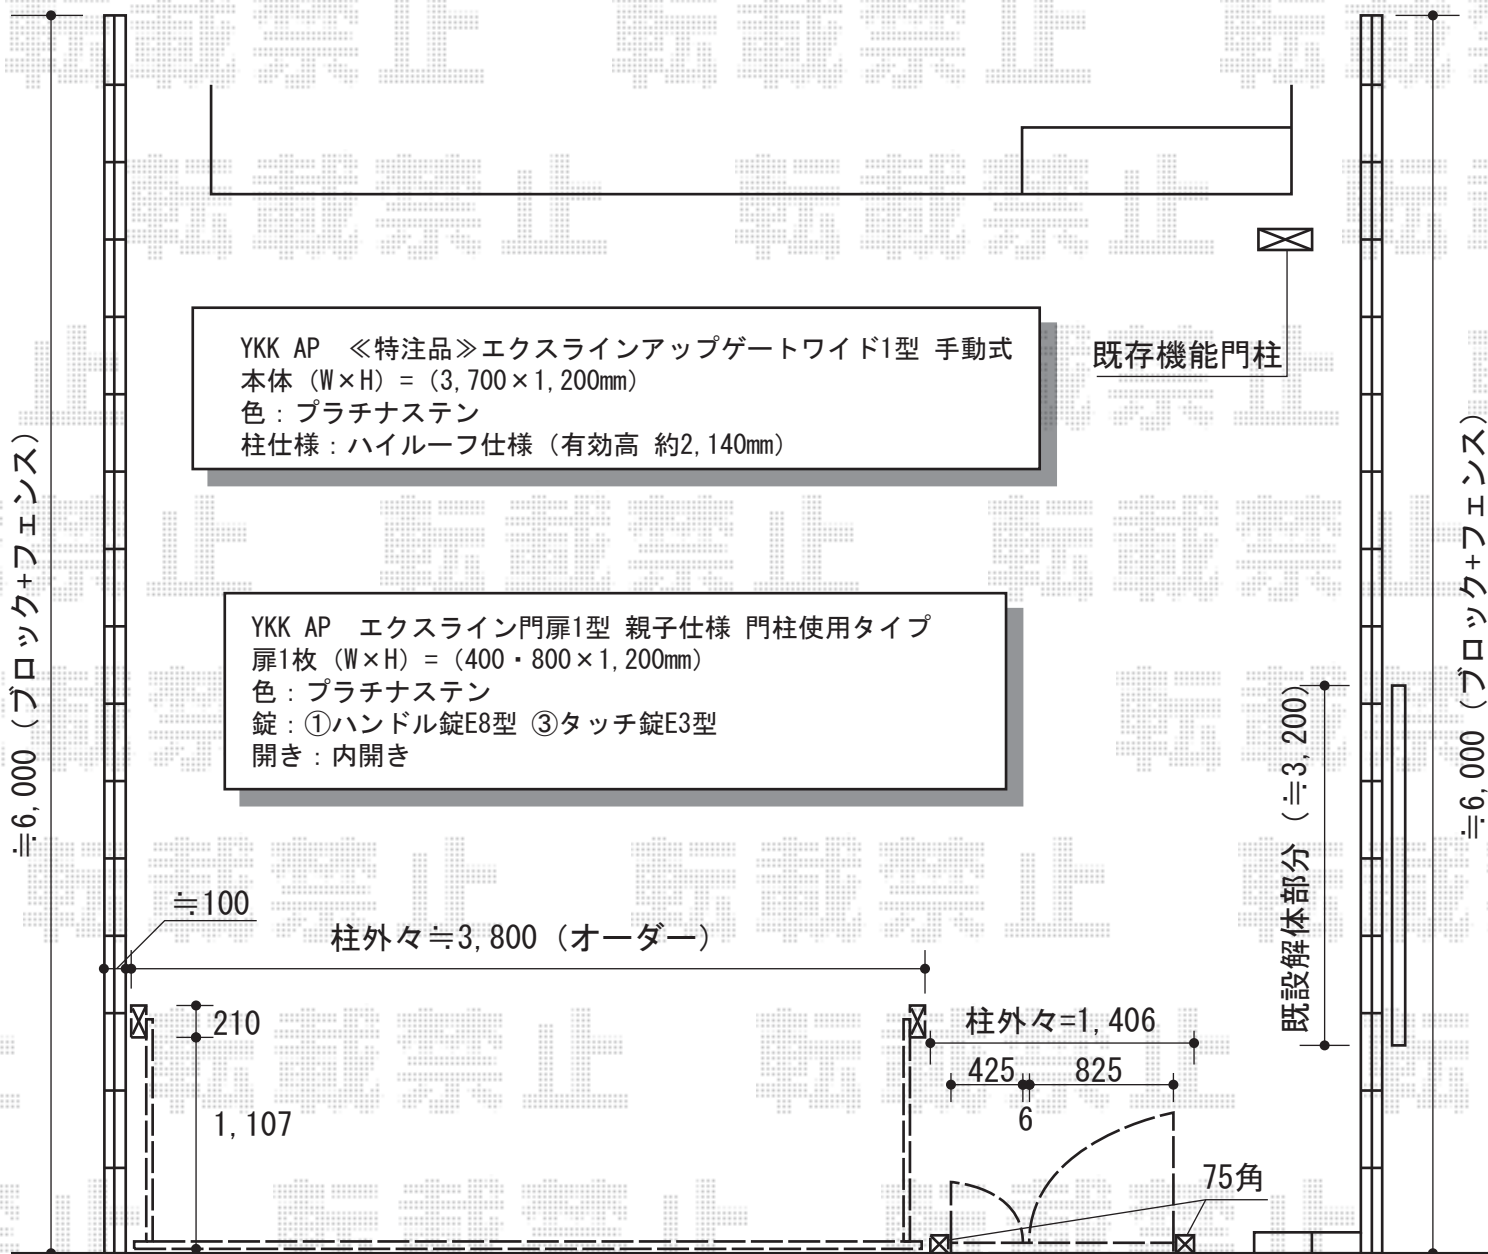 YKK AP ≪特注品≫エクスラインアップゲートワイド1型 手動式
本体（W×H）=（3,700×1,200mm）
色：プラチナステン
柱仕様：ハイルーフ仕様（有効高 約2,140mm）
既存機能門柱
YKK AP エクスライン門扉1型 親子仕様 門柱使用タイプ
扉1枚（W×H）=（400・800×1,200mm）
色：プラチナステン
錠：①ハンドル錠E8型 ③タッチ錠E3型
開き：内開き
≒6,000（ブロック+フェンス）
≒6,000（ブロック+フェンス）
既設解体部分（≒3,200）
≒100
柱外々≒3,800（オーダー）
210
1,107
柱外々=1,406
425
825
6
75角
転載禁止